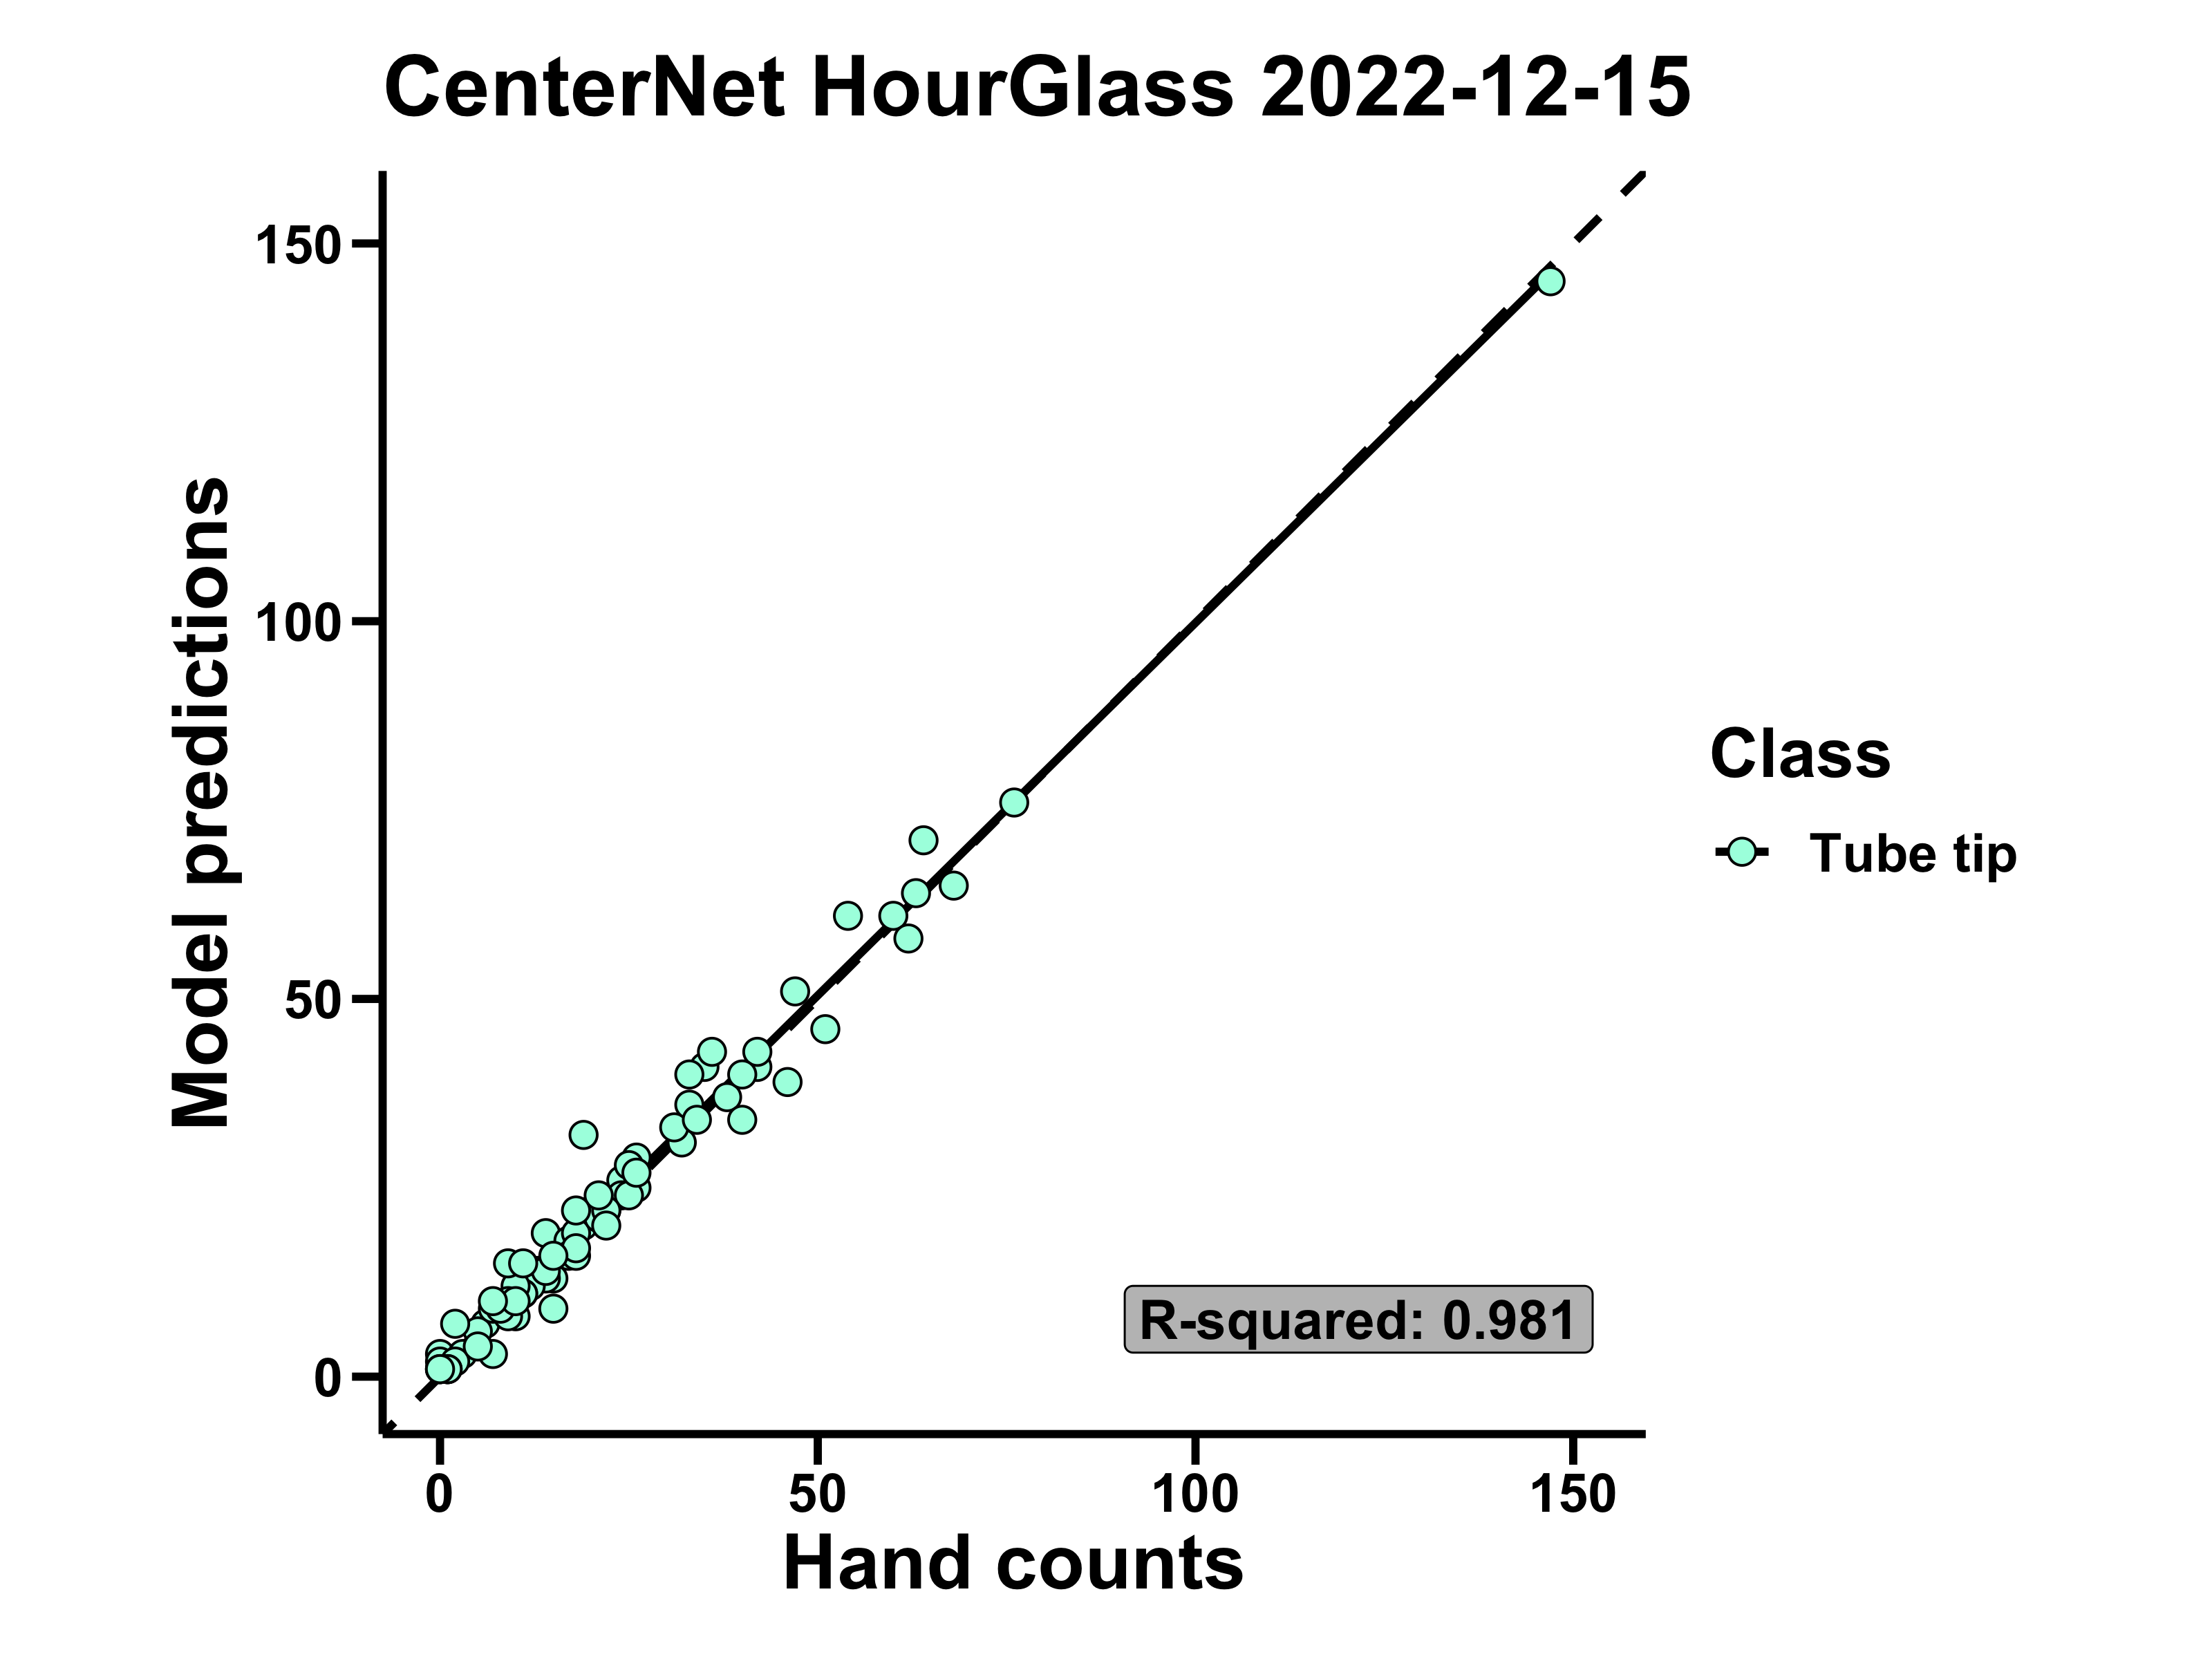 CenterNet HourGlass 2022-12-15
150
100
50
0
Model predictions
0 50 100 150
Hand counts
R-squared: 0.981
Class
Tube tip